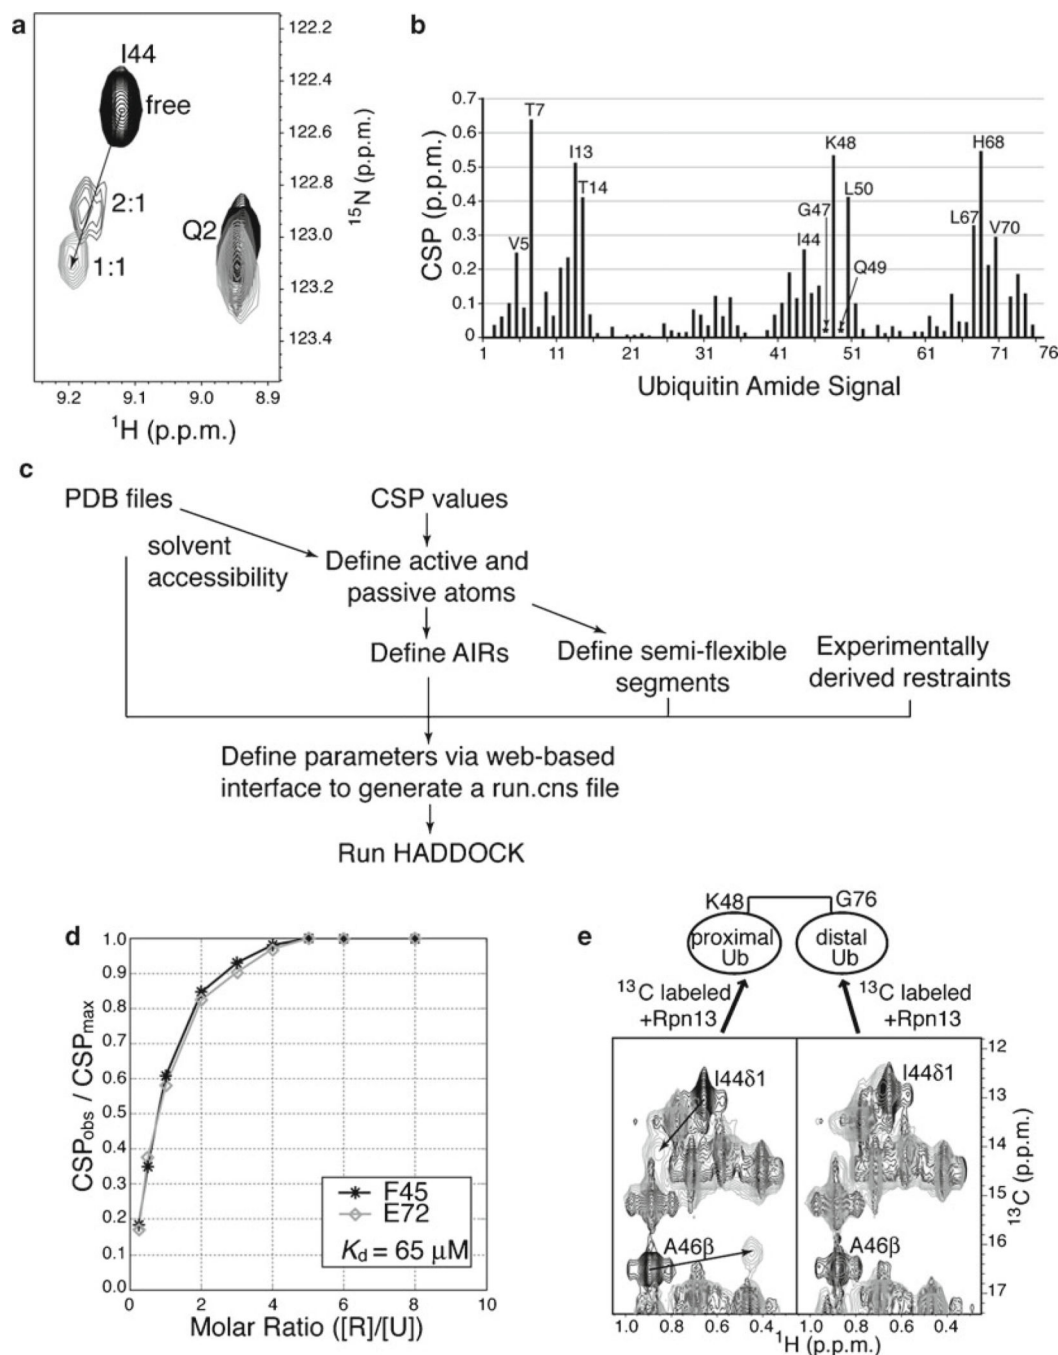 a
I44
free
2:1
1:1
Q2
122.2
122.4
122.6
122.8
123.0
123.2
123.4
¹⁵N (p.p.m.)
9.2 9.1 9.0 8.9
¹H (p.p.m.)
b
CSP (p.p.m.)
0.7
0.6
0.5
0.4
0.3
0.2
0.1
0
T7
K48
I13
H68
T14
L50
G47
L67
V5
I44
V70
Q49
1 11 21 31 41 51 61 71 76
Ubiquitin Amide Signal
c
PDB files
CSP values
solvent
accessibility
Define active and
passive atoms
Define AIRs
Define semi-flexible
segments
Experimentally
derived restraints
Define parameters via web-based
interface to generate a run.cns file
Run HADDOCK
d
CSPobs / CSPmax
1.0
0.9
0.8
0.7
0.6
0.5
0.4
0.3
0.2
0.1
0.0
F45
E72
Kd = 65 µM
0 2 4 6 8 10
Molar Ratio ([R]/[U])
e
K48 G76
proximal
Ub
distal
Ub
¹³C labeled
+Rpn13
¹³C labeled
+Rpn13
I44δ1
A46β
I44δ1
A46β
12
13
14
15
16
17
¹³C (p.p.m.)
1.0 0.8 0.6 0.4 1.0 0.8 0.6 0.4
¹H (p.p.m.)